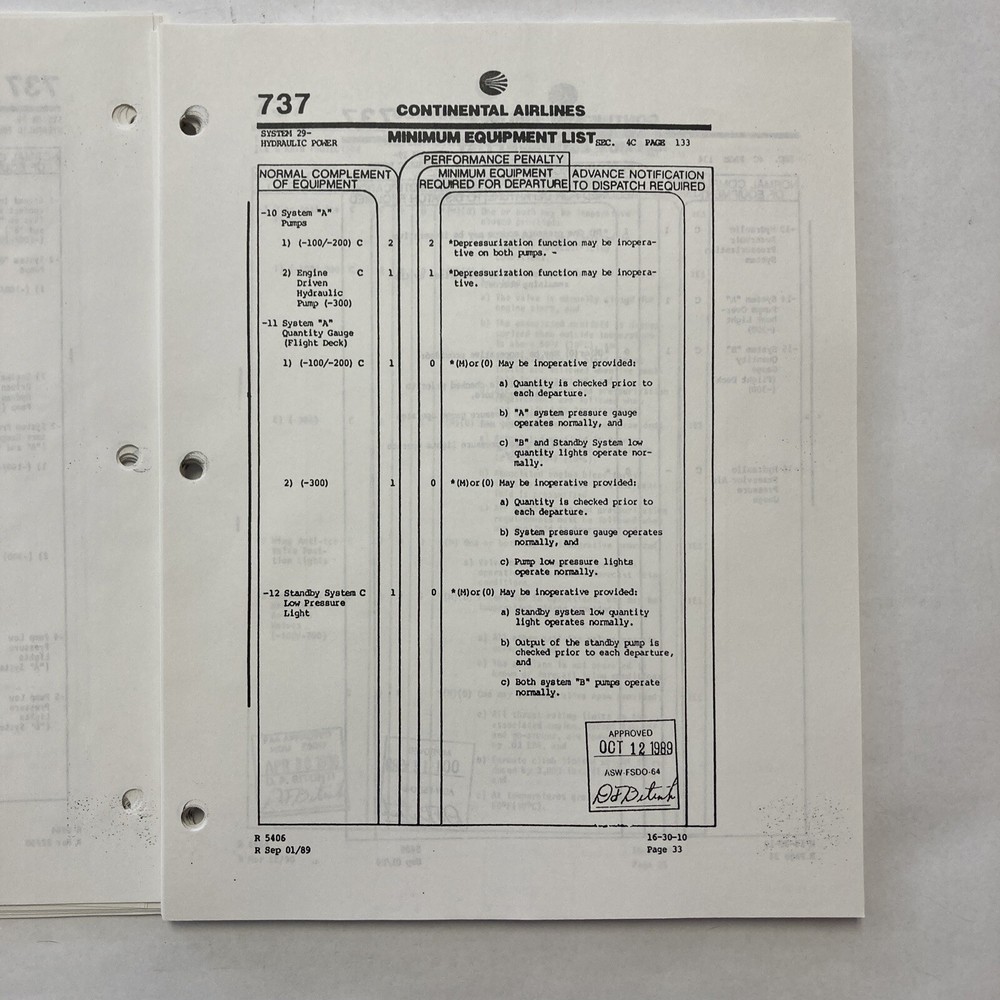 737
CONTINENTAL AIRLINES
SYSTEM 29-
HYDRAULIC POWER
MINIMUM EQUIPMENT LIST
SEC. 4C PAGE 133
PERFORMANCE PENALTY
NORMAL COMPLEMENT
OF EQUIPMENT
MINIMUM EQUIPMENT
REQUIRED FOR DEPARTURE
ADVANCE NOTIFICATION
TO DISPATCH REQUIRED
-10 System "A"
Pumps
1) (-100/-200) C 2 2 *Depressurization function may be inopera-
tive on both pumps. -
2) Engine C 1 1 *Depressurization function may be inopera-
Driven tive.
Hydraulic
Pump (-300)
-11 System "A"
Quantity Gauge
(Flight Deck)
1) (-100/-200) C 1 0 *(M)or(O) May be inoperative provided:
a) Quantity is checked prior to
each departure.
b) "A" system pressure gauge
operates normally, and
c) "B" and Standby System low
quantity lights operate nor-
mally.
2) (-300) 1 0 *(M)or(O) May be inoperative provided:
a) Quantity is checked prior to
each departure.
b) System pressure gauge operates
normally, and
c) Pump low pressure lights
operate normally.
-12 Standby System C 1 0 *(M)or(O) May be inoperative provided:
Low Pressure
Light
a) Standby system low quantity
light operates normally.
b) Output of the standby pump is
checked prior to each departure,
and
c) Both system "B" pumps operate
normally.
APPROVED
OCT 12 1989
ASW-FSDO-64
R 5406
R Sep 01/89
16-30-10
Page 33